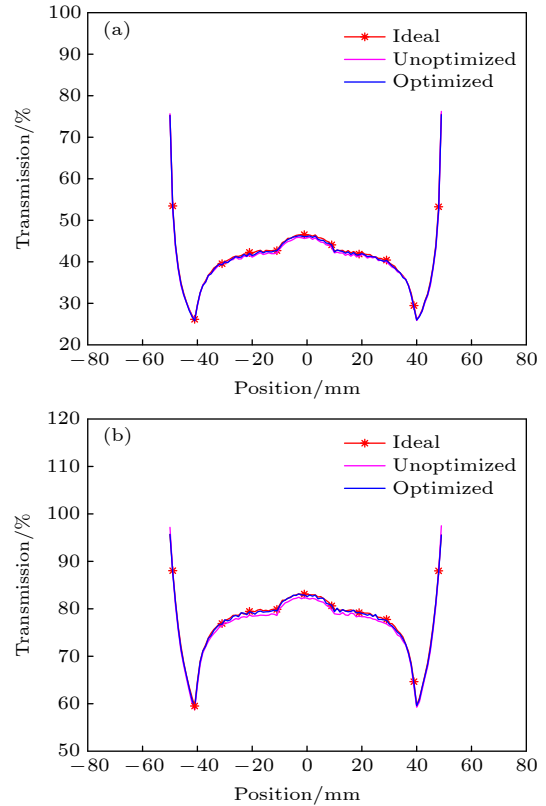 100
(a)
Ideal
90
Unoptimized
80
Optimized
70
60
50
40
30
20
−80 −60 −40 −20 0 20 40 60 80
Transmission/%
Position/mm
120
(b)
Ideal
110
Unoptimized
100
Optimized
90
80
70
60
50
−80 −60 −40 −20 0 20 40 60 80
Transmission/%
Position/mm